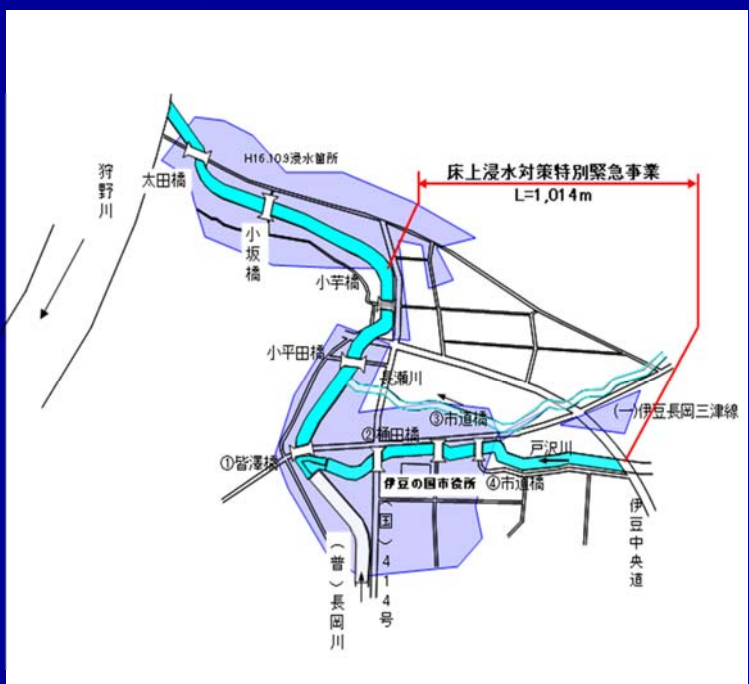 H16.10.9浸水箇所
床上浸水対策特別緊急事業
L=1,014m
狩野川
太田橋
小坂橋
小芋橋
小平田橋
長瀬川
③市道橋
(一)伊豆長岡三津線
②樋田橋
①皆澤橋
戸沢川
伊豆の国市役所
④市道橋
(国)414号
(普)長岡川
伊豆中央道